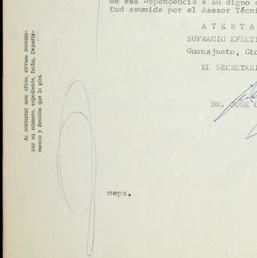 de esa Dependencia a su digno c
tud asumida por el Asesor Técni
A T E N T A
SUFRAGIO EFECTI
Guanajuato, Gto
EL SECRETARI
DR. JOSE
meps.
Al contestar este oficio, sírvase mencio-
nar su número, expediente, fecha, Departa-
mento y Sección que lo gira.